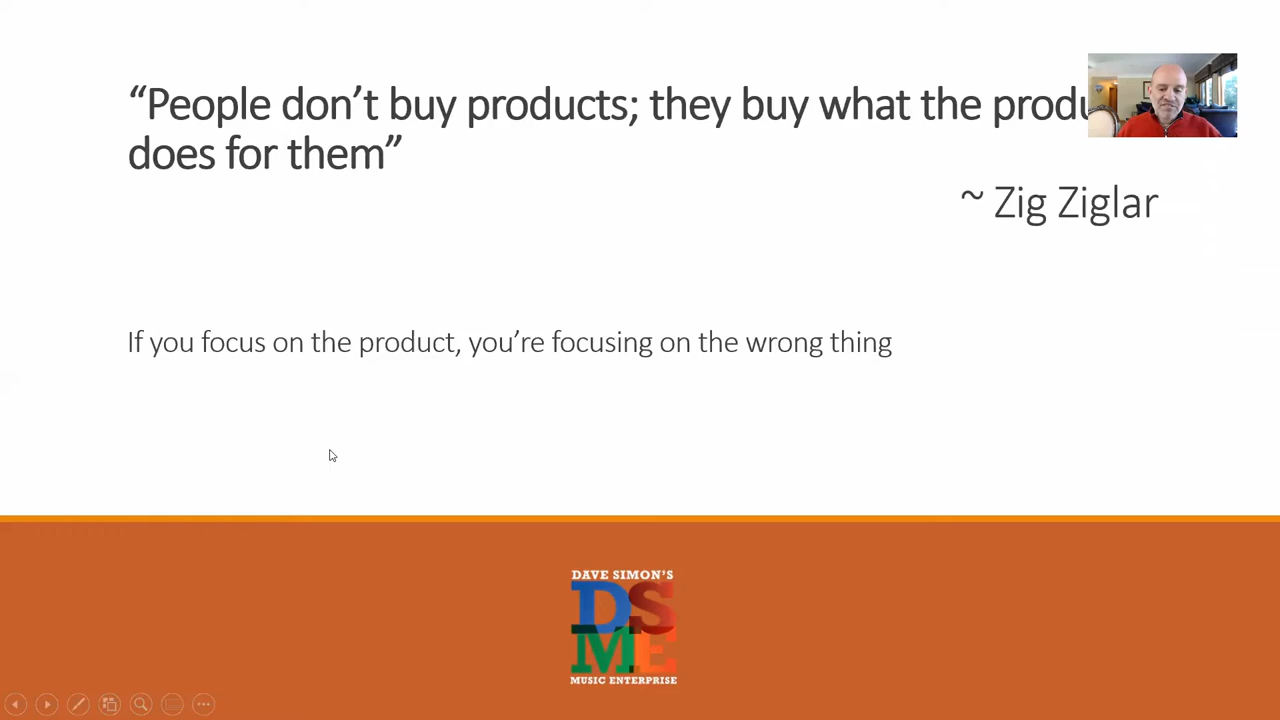 “People don’t buy products; they buy what the
does for them”
~ Zig Ziglar
If you focus on the product, you’re focusing on the wrong thing
DAVE SIMON’S
DS
ME
MUSIC ENTERPRISE